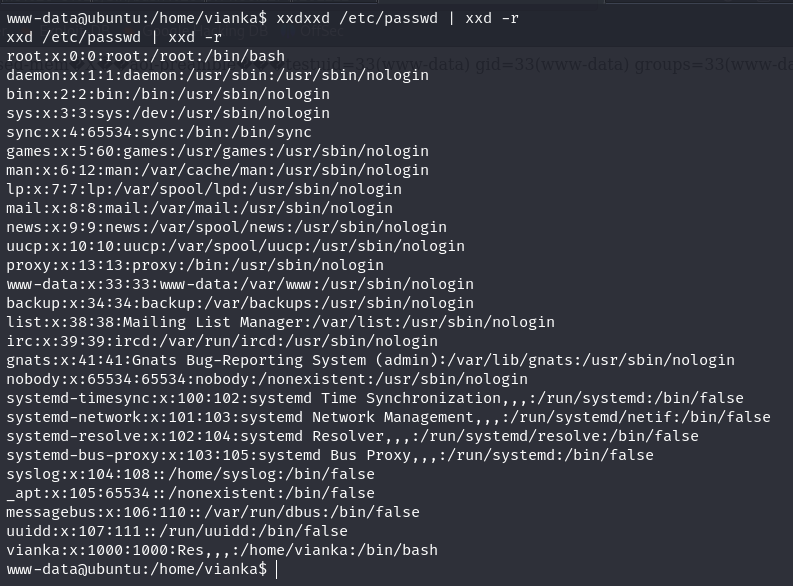 www-data@ubuntu:/home/vianka$ xxdxxd /etc/passwd | xxd -r
xxd /etc/passwd | xxd -r
root:x:0:0:root:/root:/bin/bash
daemon:x:1:1:daemon:/usr/sbin:/usr/sbin/nologin
bin:x:2:2:bin:/bin:/usr/sbin/nologin
sys:x:3:3:sys:/dev:/usr/sbin/nologin
sync:x:4:65534:sync:/bin:/bin/sync
games:x:5:60:games:/usr/games:/usr/sbin/nologin
man:x:6:12:man:/var/cache/man:/usr/sbin/nologin
lp:x:7:7:lp:/var/spool/lpd:/usr/sbin/nologin
mail:x:8:8:mail:/var/mail:/usr/sbin/nologin
news:x:9:9:news:/var/spool/news:/usr/sbin/nologin
uucp:x:10:10:uucp:/var/spool/uucp:/usr/sbin/nologin
proxy:x:13:13:proxy:/bin:/usr/sbin/nologin
www-data:x:33:33:www-data:/var/www:/usr/sbin/nologin
backup:x:34:34:backup:/var/backups:/usr/sbin/nologin
list:x:38:38:Mailing List Manager:/var/list:/usr/sbin/nologin
irc:x:39:39:ircd:/var/run/ircd:/usr/sbin/nologin
gnats:x:41:41:Gnats Bug-Reporting System (admin):/var/lib/gnats:/usr/sbin/nologin
nobody:x:65534:65534:nobody:/nonexistent:/usr/sbin/nologin
systemd-timesync:x:100:102:systemd Time Synchronization,,,:/run/systemd:/bin/false
systemd-network:x:101:103:systemd Network Management,,,:/run/systemd/netif:/bin/false
systemd-resolve:x:102:104:systemd Resolver,,,:/run/systemd/resolve:/bin/false
systemd-bus-proxy:x:103:105:systemd Bus Proxy,,,:/run/systemd:/bin/false
syslog:x:104:108::/home/syslog:/bin/false
_apt:x:105:65534::/nonexistent:/bin/false
messagebus:x:106:110::/var/run/dbus:/bin/false
uuidd:x:107:111::/run/uuidd:/bin/false
vianka:x:1000:1000:Res,,,:/home/vianka:/bin/bash
www-data@ubuntu:/home/vianka$